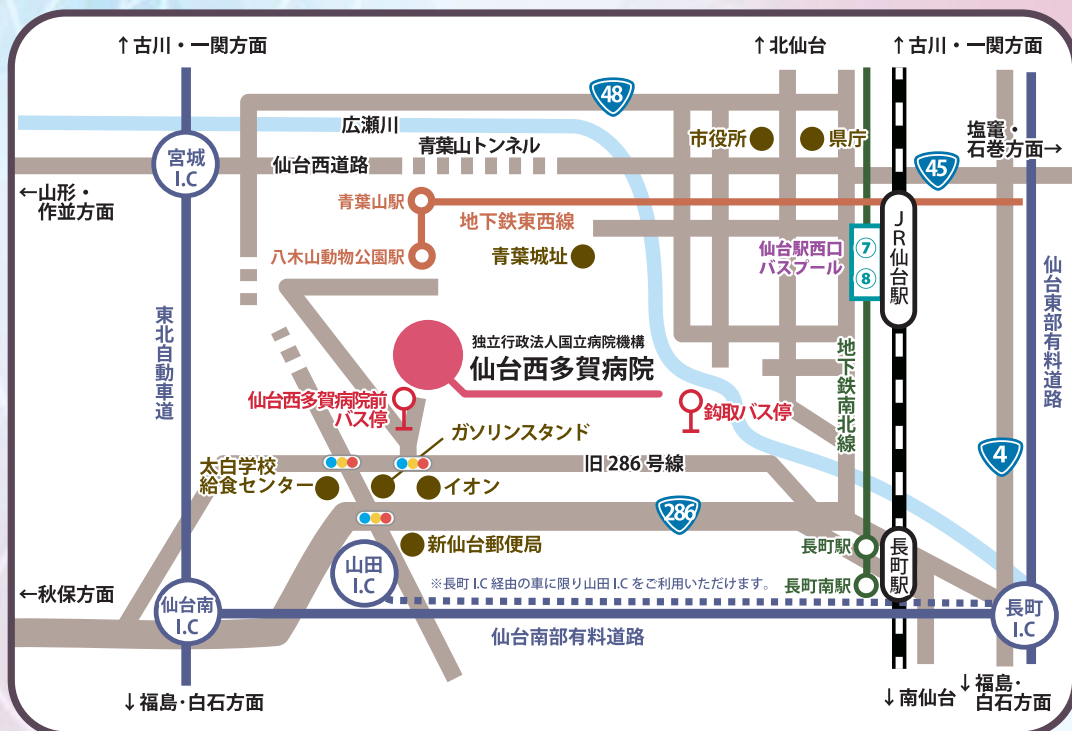 ↑古川・一関方面
↑北仙台
↑古川・一関方面
48
広瀬川
青葉山トンネル
市役所
県庁
塩竈・
石巻方面→
宮城
I.C
仙台西道路
45
←山形・
作並方面
青葉山駅
地下鉄東西線
JR仙台駅
八木山動物公園駅
青葉城址
仙台駅西口
バスプール
⑦
⑧
仙台東部有料道路
東北自動車道
独立行政法人国立病院機構
仙台西多賀病院
地下鉄南北線
仙台西多賀病院前
バス停
鈎取バス停
ガソリンスタンド
太白学校
給食センター
イオン
旧286号線
4
286
新仙台郵便局
長町駅
長町駅
山田
I.C
※長町I.C経由の車に限り山田I.Cをご利用いただけます。
長町南駅
←秋保方面
仙台南
I.C
長町
I.C
仙台南部有料道路
↓福島・白石方面
↓南仙台
↓福島・
白石方面